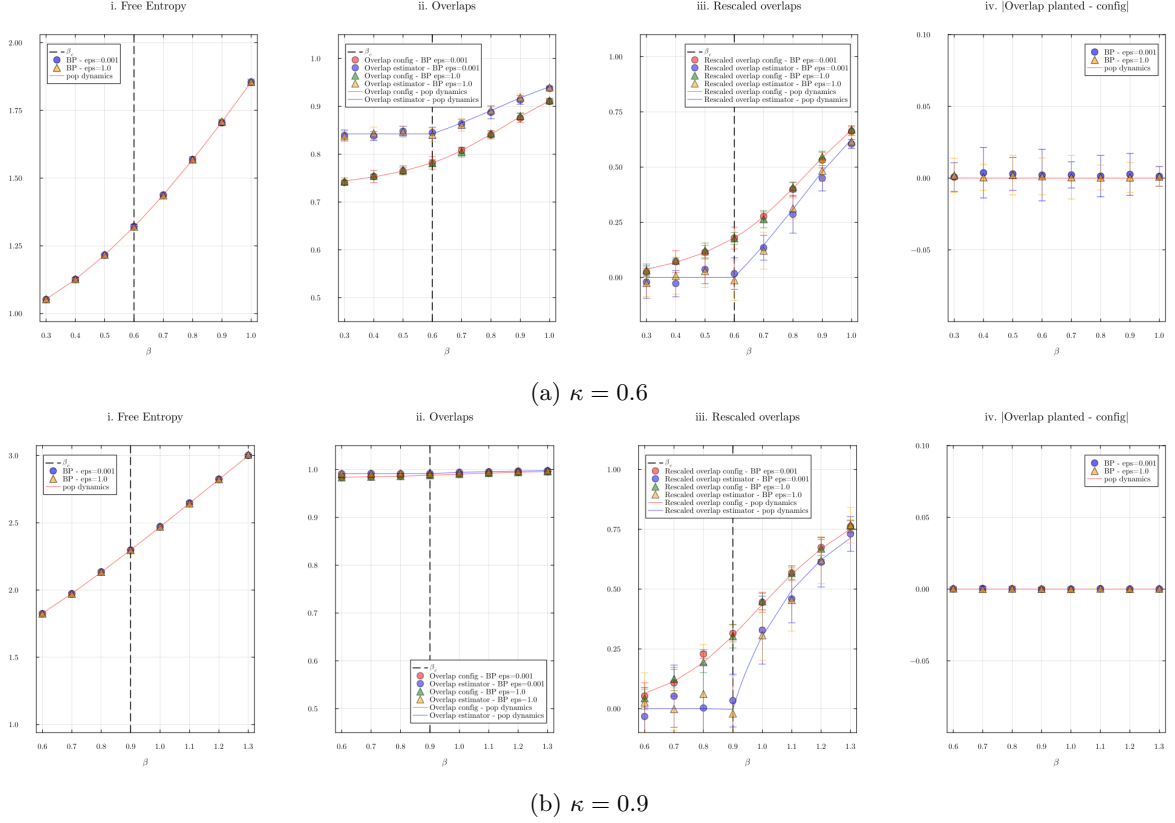 i. Free Entropy
2.00
1.75
1.50
1.25
1.00
β_c
BP - eps=0.001
BP - eps=1.0
pop dynamics
0.3 0.4 0.5 0.6 0.7 0.8 0.9 1.0
β
ii. Overlaps
1.0
0.9
0.8
0.7
0.6
0.5
β_c
Overlap config - BP eps=0.001
Overlap estimator - BP eps=0.001
Overlap config - BP eps=1.0
Overlap estimator - BP eps=1.0
Overlap config - pop dynamics
Overlap estimator - pop dynamics
0.3 0.4 0.5 0.6 0.7 0.8 0.9 1.0
β
iii. Rescaled overlaps
1.00
0.75
0.50
0.25
0.00
β_c
Rescaled overlap config - BP eps=0.001
Rescaled overlap estimator - BP eps=0.001
Rescaled overlap config - BP eps=1.0
Rescaled overlap estimator - BP eps=1.0
Rescaled overlap config - pop dynamics
Rescaled overlap estimator - pop dynamics
0.3 0.4 0.5 0.6 0.7 0.8 0.9 1.0
β
iv. |Overlap planted - config|
0.10
0.05
0.00
−0.05
BP - eps=0.001
BP - eps=1.0
pop dynamics
0.3 0.4 0.5 0.6 0.7 0.8 0.9 1.0
β
(a) κ = 0.6
i. Free Entropy
3.0
2.5
2.0
1.5
1.0
β_c
BP - eps=0.001
BP - eps=1.0
pop dynamics
0.6 0.7 0.8 0.9 1.0 1.1 1.2 1.3
β
ii. Overlaps
1.0
0.9
0.8
0.7
0.6
0.5
β_c
Overlap config - BP eps=0.001
Overlap estimator - BP eps=0.001
Overlap config - BP eps=1.0
Overlap estimator - BP eps=1.0
Overlap config - pop dynamics
Overlap estimator - pop dynamics
0.6 0.7 0.8 0.9 1.0 1.1 1.2 1.3
β
iii. Rescaled overlaps
1.00
0.75
0.50
0.25
0.00
β_c
Rescaled overlap config - BP eps=0.001
Rescaled overlap estimator - BP eps=0.001
Rescaled overlap config - BP eps=1.0
Rescaled overlap estimator - BP eps=1.0
Rescaled overlap config - pop dynamics
Rescaled overlap estimator - pop dynamics
0.6 0.7 0.8 0.9 1.0 1.1 1.2 1.3
β
iv. |Overlap planted - config|
0.10
0.05
0.00
−0.05
BP - eps=0.001
BP - eps=1.0
pop dynamics
0.6 0.7 0.8 0.9 1.0 1.1 1.2 1.3
β
(b) κ = 0.9